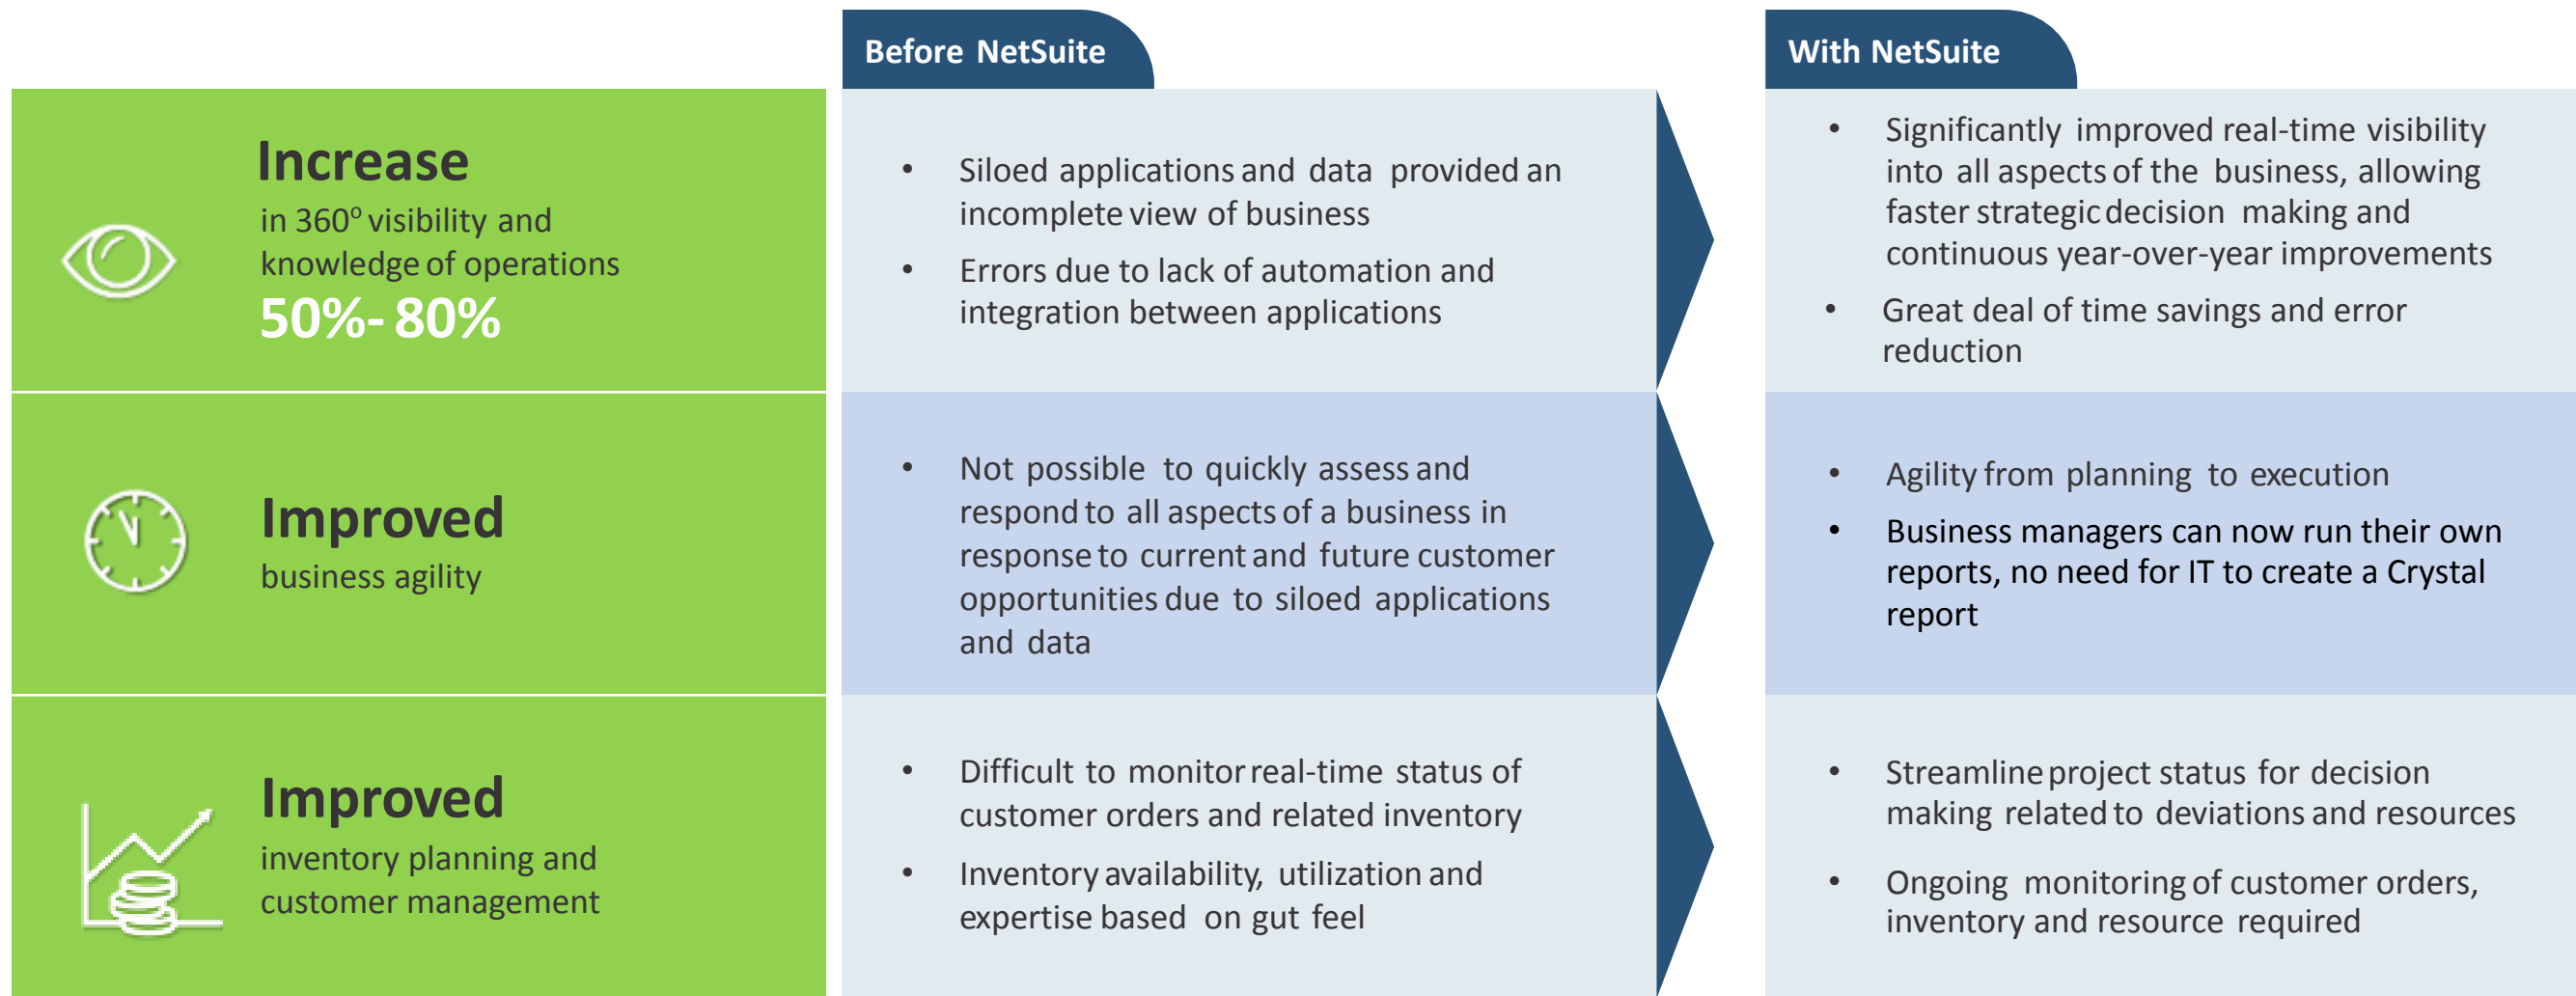 Before NetSuite
With NetSuite
Increase
in 360º visibility and
knowledge of operations
50%- 80%
• Siloed applications and data provided an
incomplete view of business
• Errors due to lack of automation and
integration between applications
• Significantly improved real-time visibility
into all aspects of the business, allowing
faster strategic decision making and
continuous year-over-year improvements
• Great deal of time savings and error
reduction
Improved
business agility
• Not possible to quickly assess and
respond to all aspects of a business in
response to current and future customer
opportunities due to siloed applications
and data
• Agility from planning to execution
• Business managers can now run their own
reports, no need for IT to create a Crystal
report
Improved
inventory planning and
customer management
• Difficult to monitor real-time status of
customer orders and related inventory
• Inventory availability, utilization and
expertise based on gut feel
• Streamline project status for decision
making related to deviations and resources
• Ongoing monitoring of customer orders,
inventory and resource required